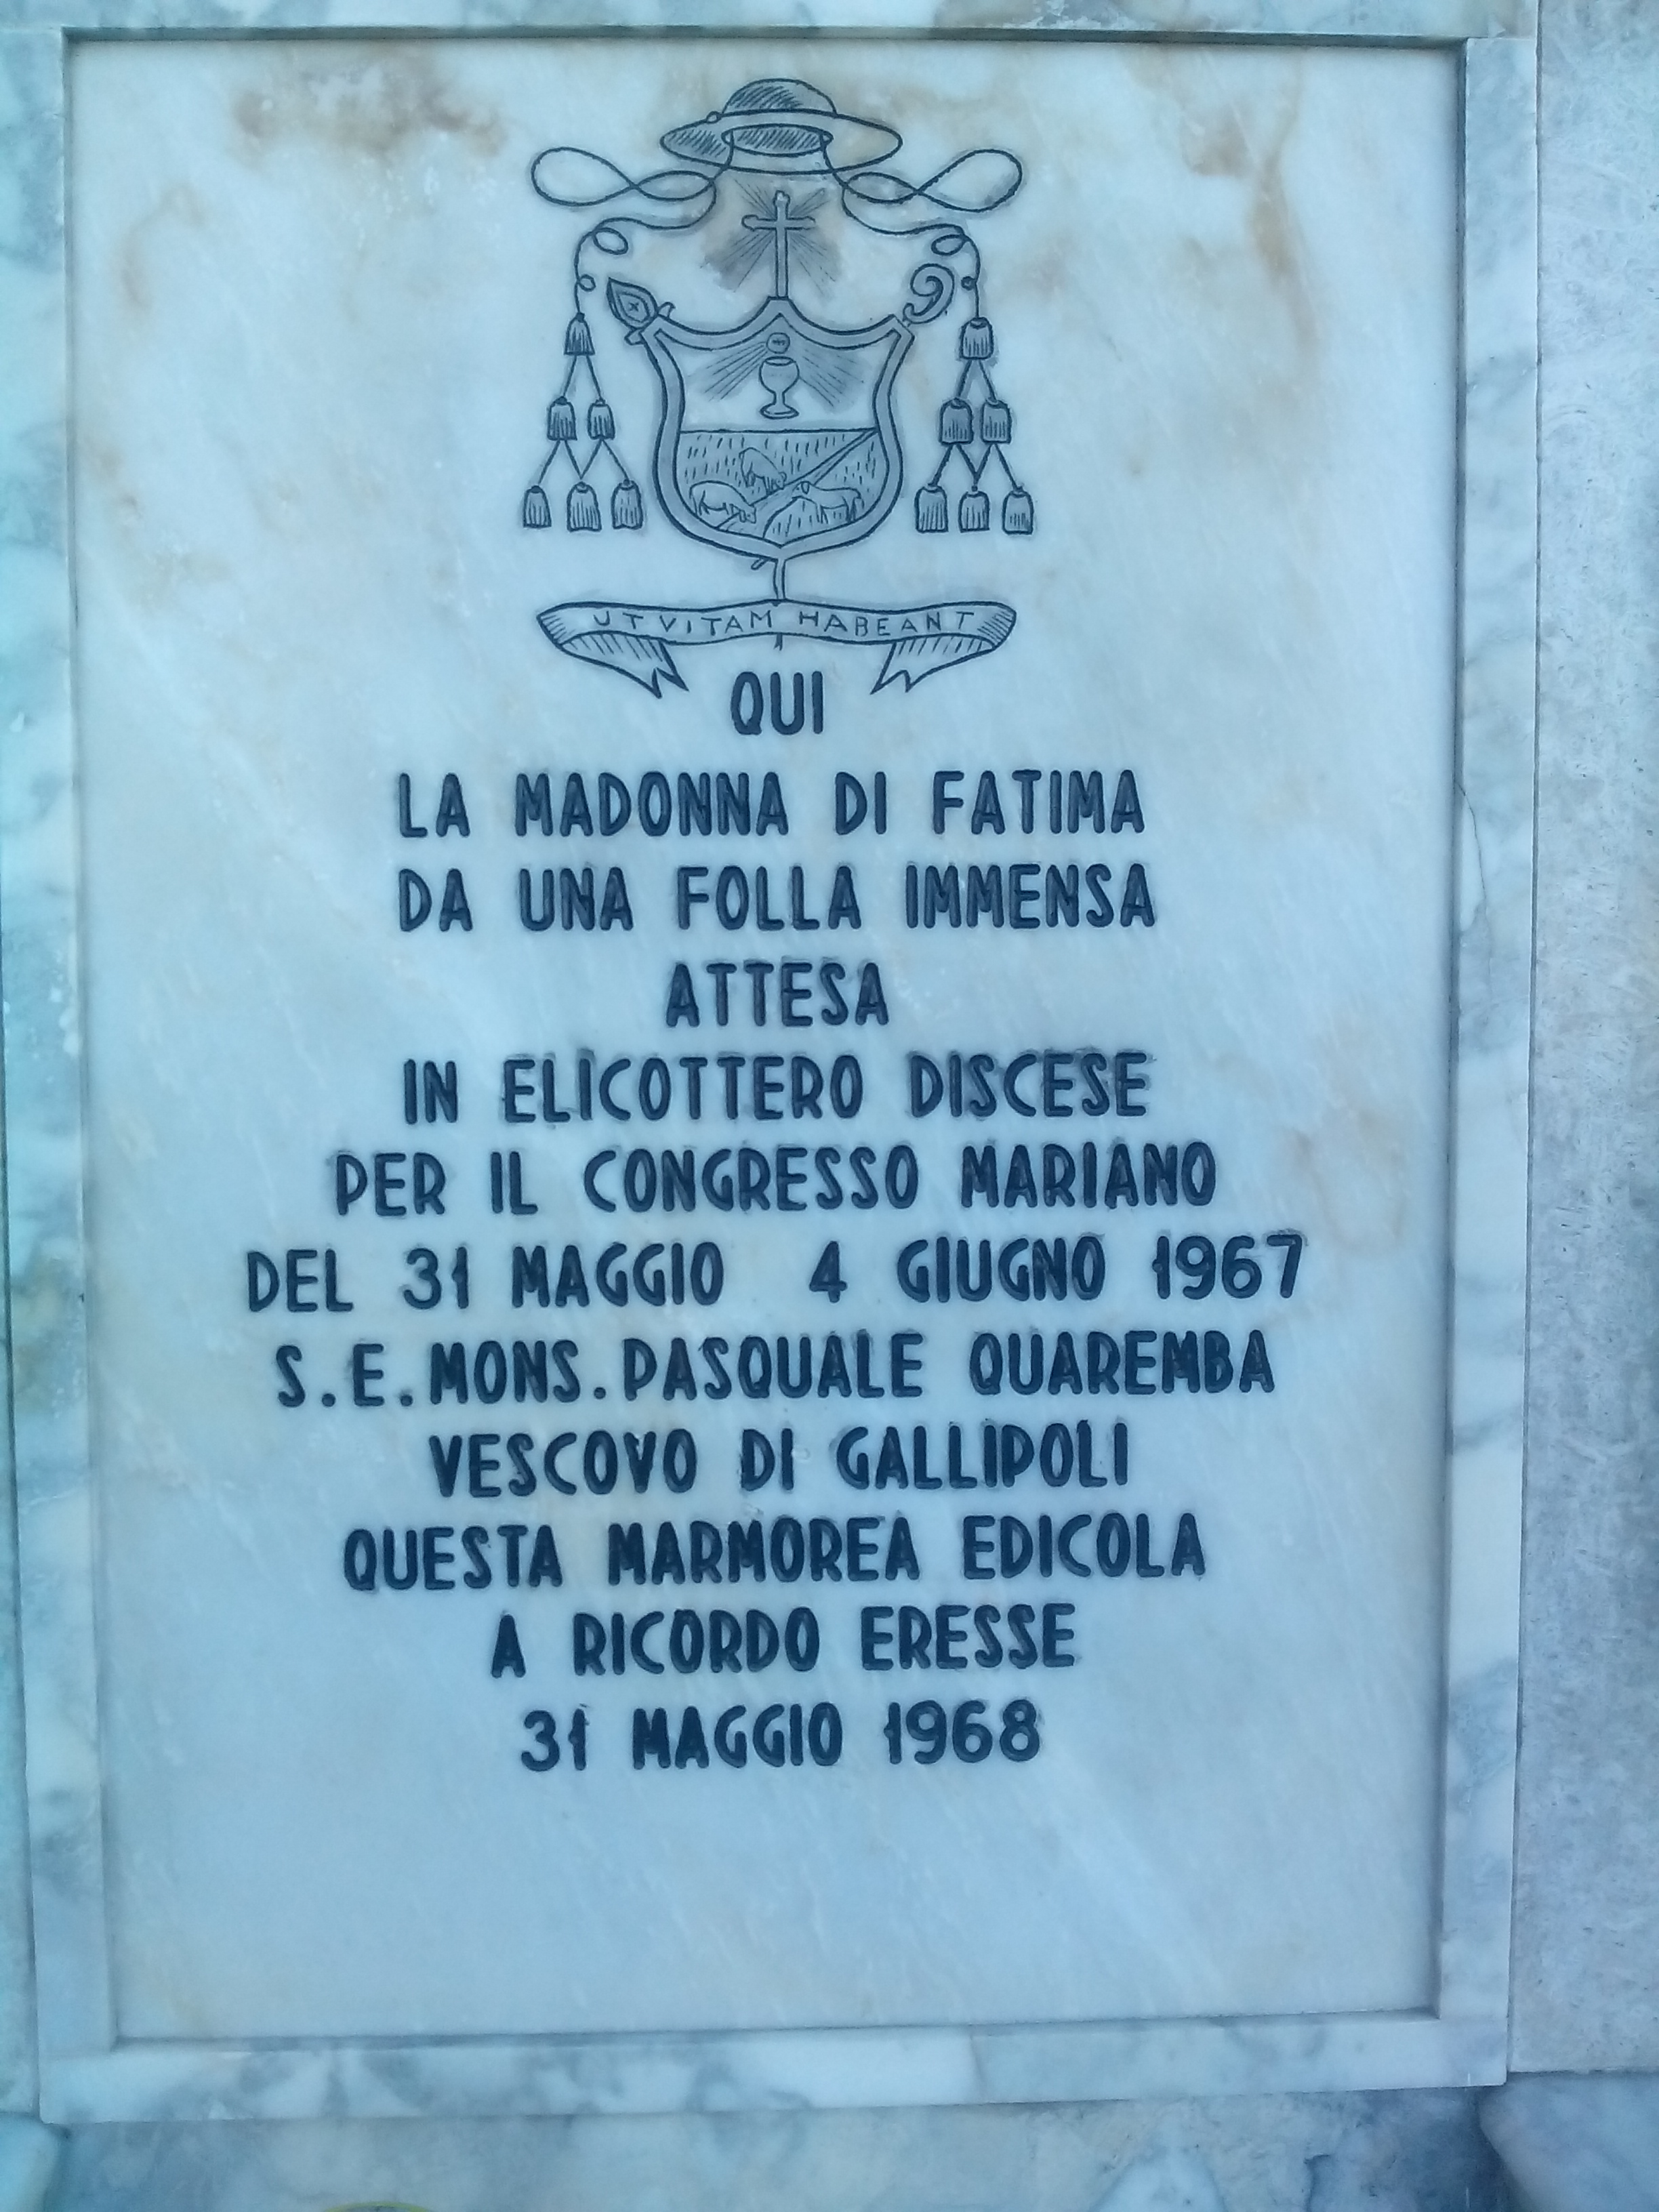 UT VITAM HABEANT
QUI
LA MADONNA DI FATIMA
DA UNA FOLLA IMMENSA
ATTESA
IN ELICOTTERO DISCESE
PER IL CONGRESSO MARIANO
DEL 31 MAGGIO 4 GIUGNO 1967
S.E.MONS.PASQUALE QUAREMBA
VESCOVO DI GALLIPOLI
QUESTA MARMOREA EDICOLA
A RICORDO ERESSE
31 MAGGIO 1968